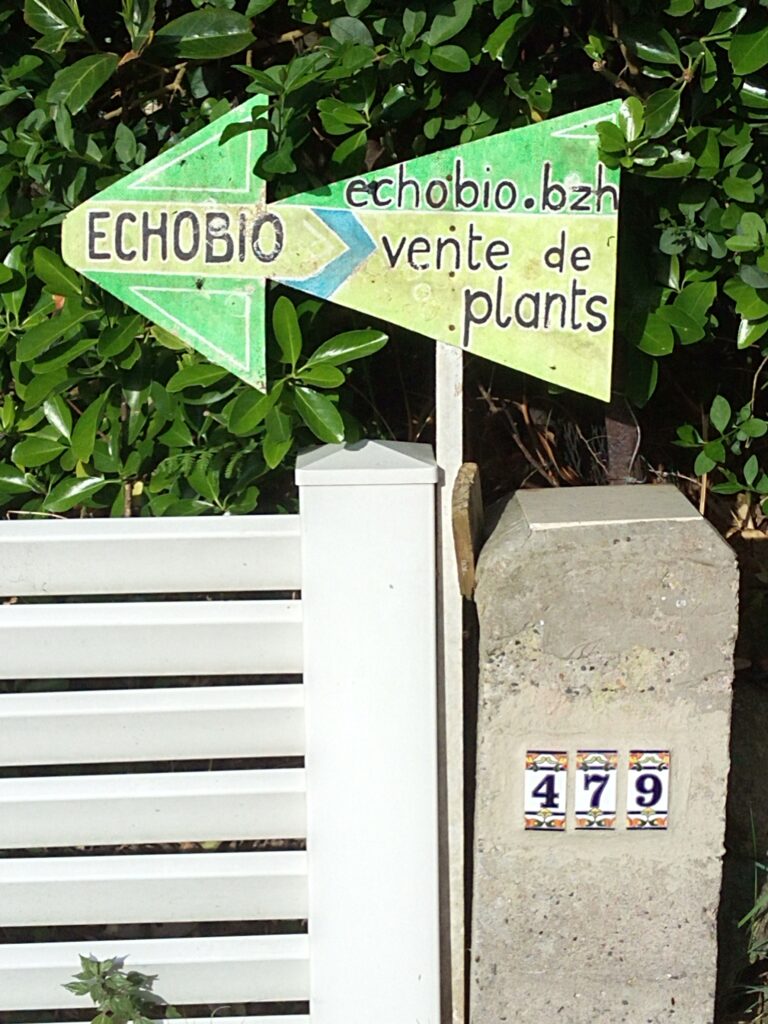 ECHOBIO
echobio.bzh
vente de
plants
479